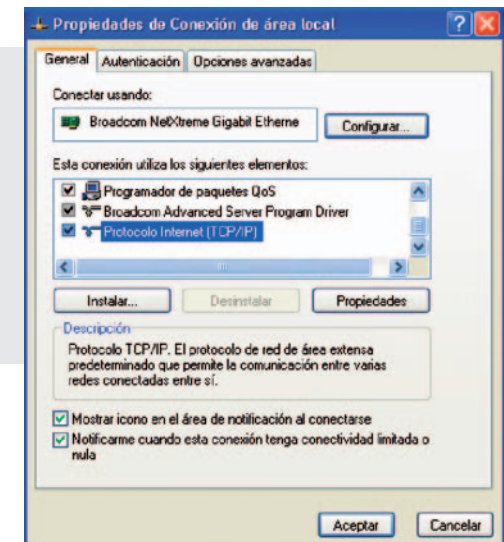 Propiedades de Conexión de área local
General Autenticación Opciones avanzadas
Conectar usando:
Broadcom NetXtreme Gigabit Etherne Configurar...
Esta conexión utiliza los siguientes elementos:
Programador de paquetes QoS
Broadcom Advanced Server Program Driver
Protocolo Internet (TCP/IP)
Instalar... Desinstalar Propiedades
Descripción
Protocolo TCP/IP. El protocolo de red de área extensa
predeterminado que permite la comunicación entre varias
redes conectadas entre sí.
Mostrar icono en el área de notificación al conectarse
Notificarme cuando esta conexión tenga conectividad limitada o
nula
Aceptar Cancelar